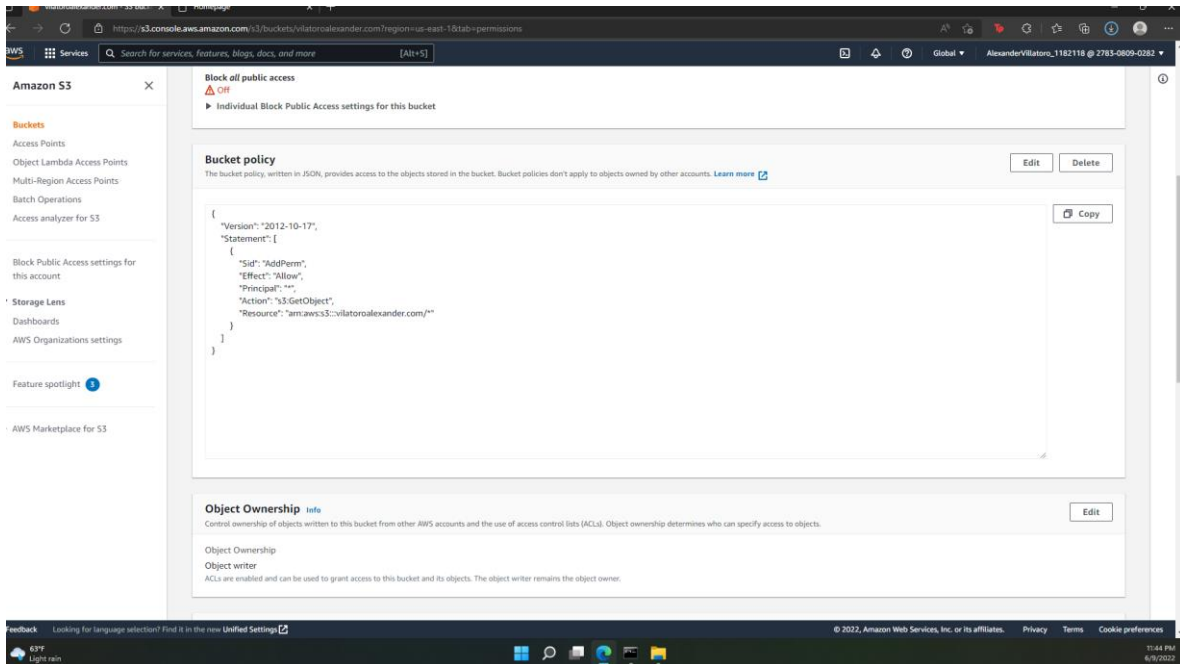 vilatoroalexander.com - S3 buc
Homepage
https://s3.console.aws.amazon.com/s3/buckets/vilatoroalexander.com?region=us-east-1&tab=permissions
aws
Services
Search for services, features, blogs, docs, and more
[Alt+S]
Global
AlexanderVillatoro_1182118 @ 2783-0809-0282
Amazon S3
Buckets
Access Points
Object Lambda Access Points
Multi-Region Access Points
Batch Operations
Access analyzer for S3
Block Public Access settings for
this account
Storage Lens
Dashboards
AWS Organizations settings
Feature spotlight 3
AWS Marketplace for S3
Block all public access
Off
Individual Block Public Access settings for this bucket
Bucket policy
Edit
Delete
The bucket policy, written in JSON, provides access to the objects stored in the bucket. Bucket policies don't apply to objects owned by other accounts. Learn more
Copy
{
"Version": "2012-10-17",
"Statement": [
{
"Sid": "AddPerm",
"Effect": "Allow",
"Principal": "*",
"Action": "s3:GetObject",
"Resource": "arn:aws:s3:::vilatoroalexander.com/*"
}
]
}
Object Ownership Info
Edit
Control ownership of objects written to this bucket from other AWS accounts and the use of access control lists (ACLs). Object ownership determines who can specify access to objects.
Object Ownership
Object writer
ACLs are enabled and can be used to grant access to this bucket and its objects. The object writer remains the object owner.
Feedback
Looking for language selection? Find it in the new Unified Settings
© 2022, Amazon Web Services, Inc. or its affiliates.
Privacy
Terms
Cookie preferences
63°F
Light rain
11:44 PM
6/9/2022